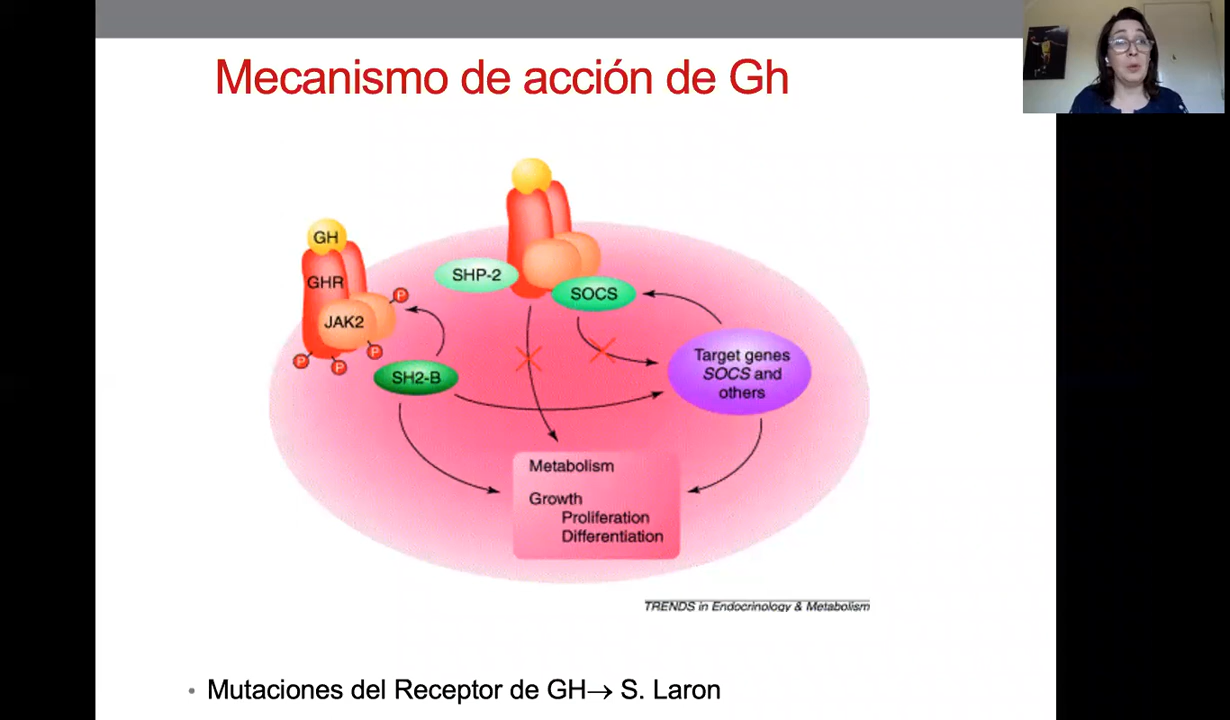 Mecanismo de acción de Gh
GH
GHR
JAK2
P
P
P
P
SH2-B
SHP-2
SOCS
Target genes
SOCS and
others
Metabolism
Growth
Proliferation
Differentiation
TRENDS in Endocrinology & Metabolism
• Mutaciones del Receptor de GH→ S. Laron